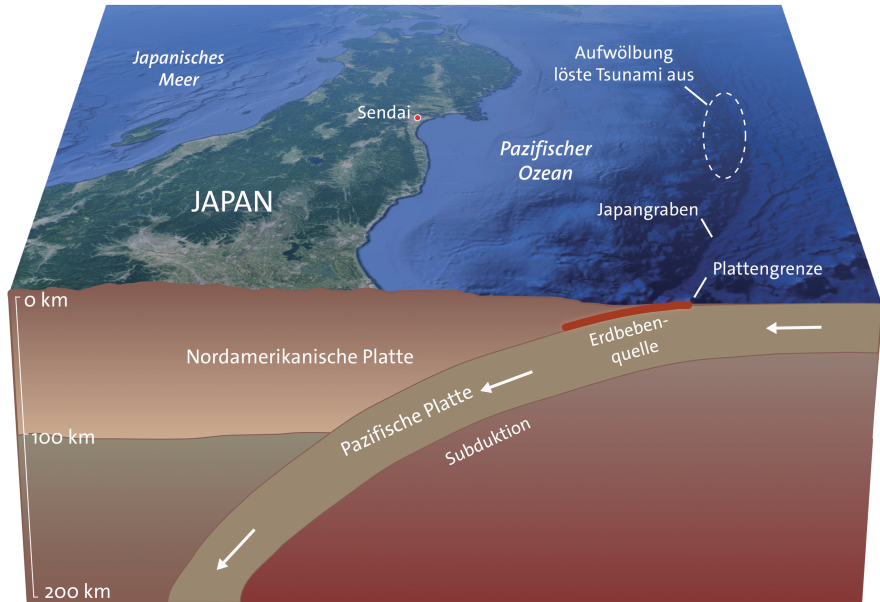 Japanisches
Meer
Aufwölbung
löste Tsunami aus
Sendai
Pazifischer
Ozean
JAPAN
Japangraben
Plattengrenze
0 km
Erdbeben-
quelle
Nordamerikanische Platte
Pazifische Platte
Subduktion
100 km
200 km